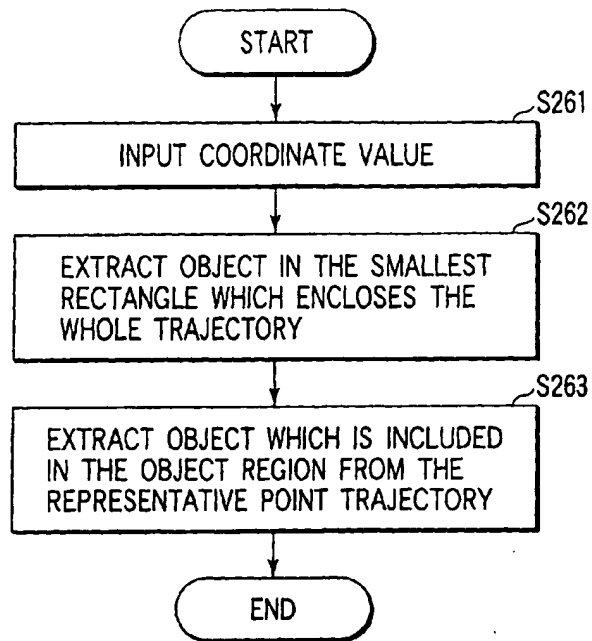 START
S261
INPUT COORDINATE VALUE
S262
EXTRACT OBJECT IN THE SMALLEST
RECTANGLE WHICH ENCLOSES THE
WHOLE TRAJECTORY
S263
EXTRACT OBJECT WHICH IS INCLUDED
IN THE OBJECT REGION FROM THE
REPRESENTATIVE POINT TRAJECTORY
END